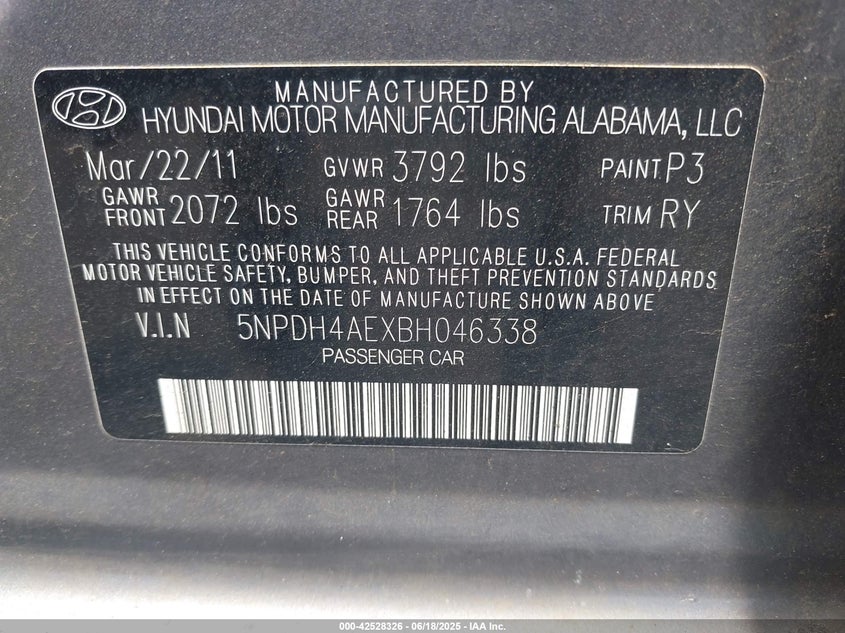 MANUFACTURED BY
HYUNDAI MOTOR MANUFACTURING ALABAMA, LLC
Mar/22/11 GVWR 3792 lbs PAINT P3
GAWR FRONT 2072 lbs GAWR REAR 1764 lbs TRIM RY
THIS VEHICLE CONFORMS TO ALL APPLICABLE U.S.A. FEDERAL
MOTOR VEHICLE SAFETY, BUMPER, AND THEFT PREVENTION STANDARDS
IN EFFECT ON THE DATE OF MANUFACTURE SHOWN ABOVE
V.I.N 5NPDH4AEXBH046338
PASSENGER CAR
000-42528326 - 06/18/2025 - IAA Inc.